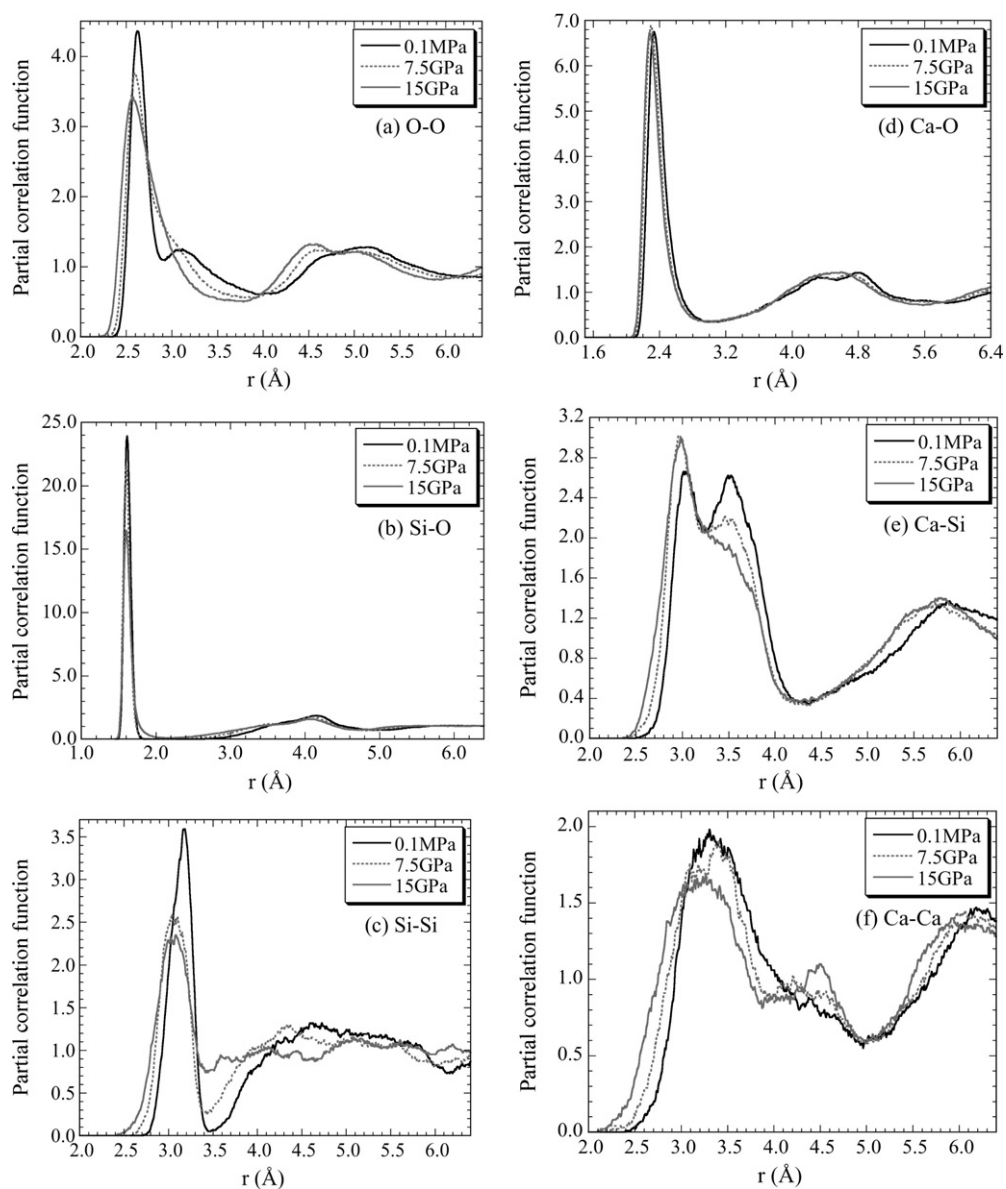 4.0
3.0
2.0
1.0
0.0
Partial correlation function
0.1MPa
7.5GPa
15GPa
(a) O-O
2.0 2.5 3.0 3.5 4.0 4.5 5.0 5.5 6.0
r (Å)
7.0
6.0
5.0
4.0
3.0
2.0
1.0
0.0
Partial correlation function
0.1MPa
7.5GPa
15GPa
(d) Ca-O
1.6 2.4 3.2 4.0 4.8 5.6 6.4
r (Å)
25.0
20.0
15.0
10.0
5.0
0.0
Partial correlation function
0.1MPa
7.5GPa
15GPa
(b) Si-O
1.0 2.0 3.0 4.0 5.0 6.0
r (Å)
3.2
2.8
2.4
2.0
1.6
1.2
0.8
0.4
0.0
Partial correlation function
0.1MPa
7.5GPa
15GPa
(e) Ca-Si
2.0 2.5 3.0 3.5 4.0 4.5 5.0 5.5 6.0
r (Å)
3.5
3.0
2.5
2.0
1.5
1.0
0.5
0.0
Partial correlation function
0.1MPa
7.5GPa
15GPa
(c) Si-Si
2.0 2.5 3.0 3.5 4.0 4.5 5.0 5.5 6.0
r (Å)
2.0
1.5
1.0
0.5
0.0
Partial correlation function
0.1MPa
7.5GPa
15GPa
(f) Ca-Ca
2.0 2.5 3.0 3.5 4.0 4.5 5.0 5.5 6.0
r (Å)